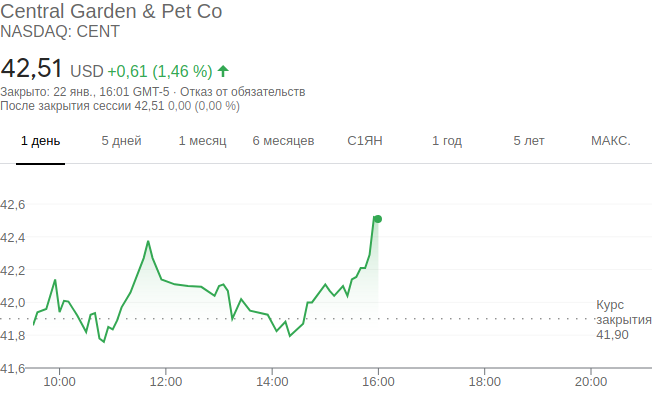 Central Garden & Pet Co
NASDAQ: CENT
42,51 USD +0,61 (1,46 %)
Закрыто: 22 янв., 16:01 GMT-5 · Отказ от обязательств
После закрытия сессии 42,51 0,00 (0,00 %)
1 день 5 дней 1 месяц 6 месяцев С1ЯН 1 год 5 лет МАКС.
42,6
42,4
42,2
42,0
41,8
41,6
Курс
закрытия
41,90
10:00 12:00 14:00 16:00 18:00 20:00